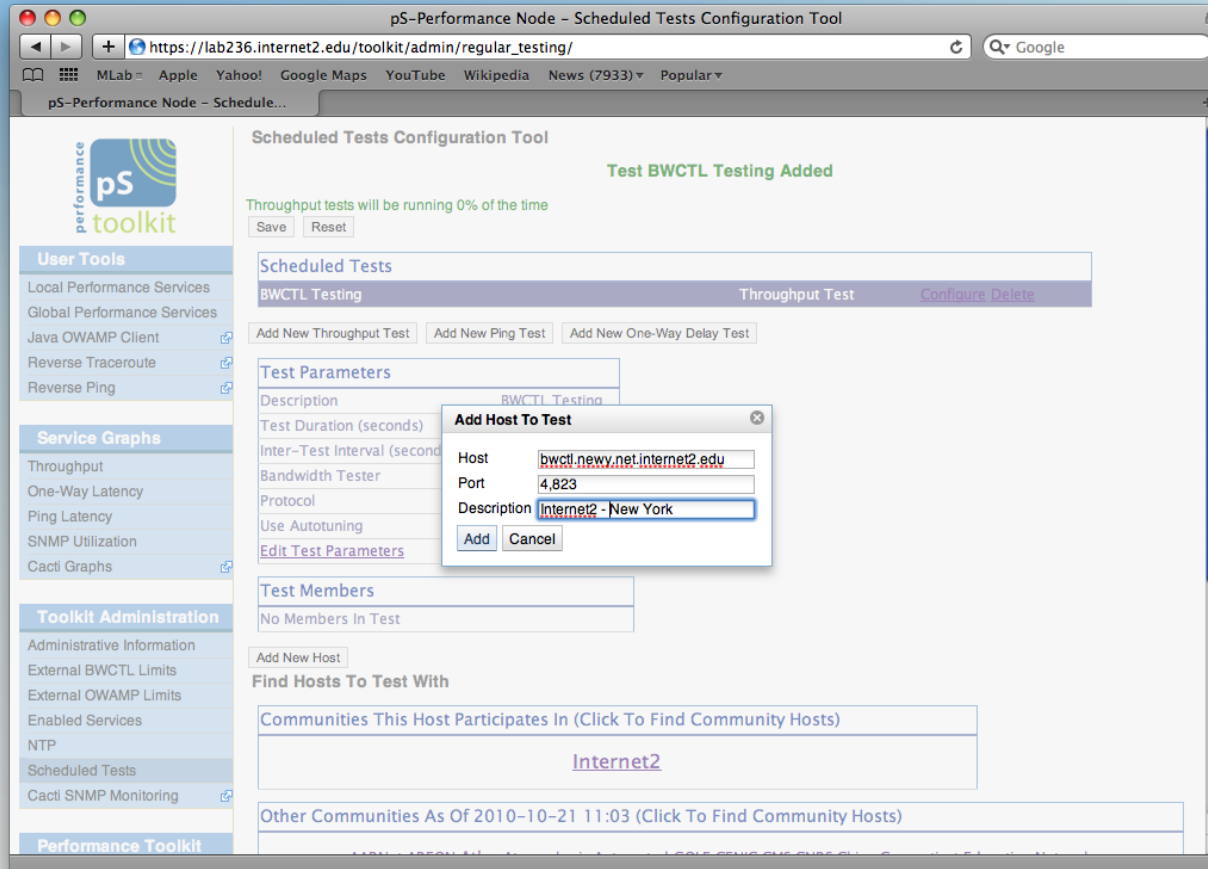 pS-Performance Node – Scheduled Tests Configuration Tool
https://lab236.internet2.edu/toolkit/admin/regular_testing/
Google
MLab Apple Yahoo! Google Maps YouTube Wikipedia News (7933) Popular
pS-Performance Node – Schedule...
performance
pS
toolkit
Scheduled Tests Configuration Tool
Test BWCTL Testing Added
Throughput tests will be running 0% of the time
Save Reset
Scheduled Tests
BWCTL Testing Throughput Test Configure Delete
Add New Throughput Test Add New Ping Test Add New One-Way Delay Test
Test Parameters
Description BWCTL Testing
Test Duration (seconds)
Inter-Test Interval (second
Bandwidth Tester
Protocol
Use Autotuning
Edit Test Parameters
Add Host To Test
Host bwctl.newy.net.internet2.edu
Port 4,823
Description Internet2 - New York
Add Cancel
Test Members
No Members In Test
Add New Host
Find Hosts To Test With
Communities This Host Participates In (Click To Find Community Hosts)
Internet2
Other Communities As Of 2010-10-21 11:03 (Click To Find Community Hosts)
User Tools
Local Performance Services
Global Performance Services
Java OWAMP Client
Reverse Traceroute
Reverse Ping
Service Graphs
Throughput
One-Way Latency
Ping Latency
SNMP Utilization
Cacti Graphs
Toolkit Administration
Administrative Information
External BWCTL Limits
External OWAMP Limits
Enabled Services
NTP
Scheduled Tests
Cacti SNMP Monitoring
Performance Toolkit